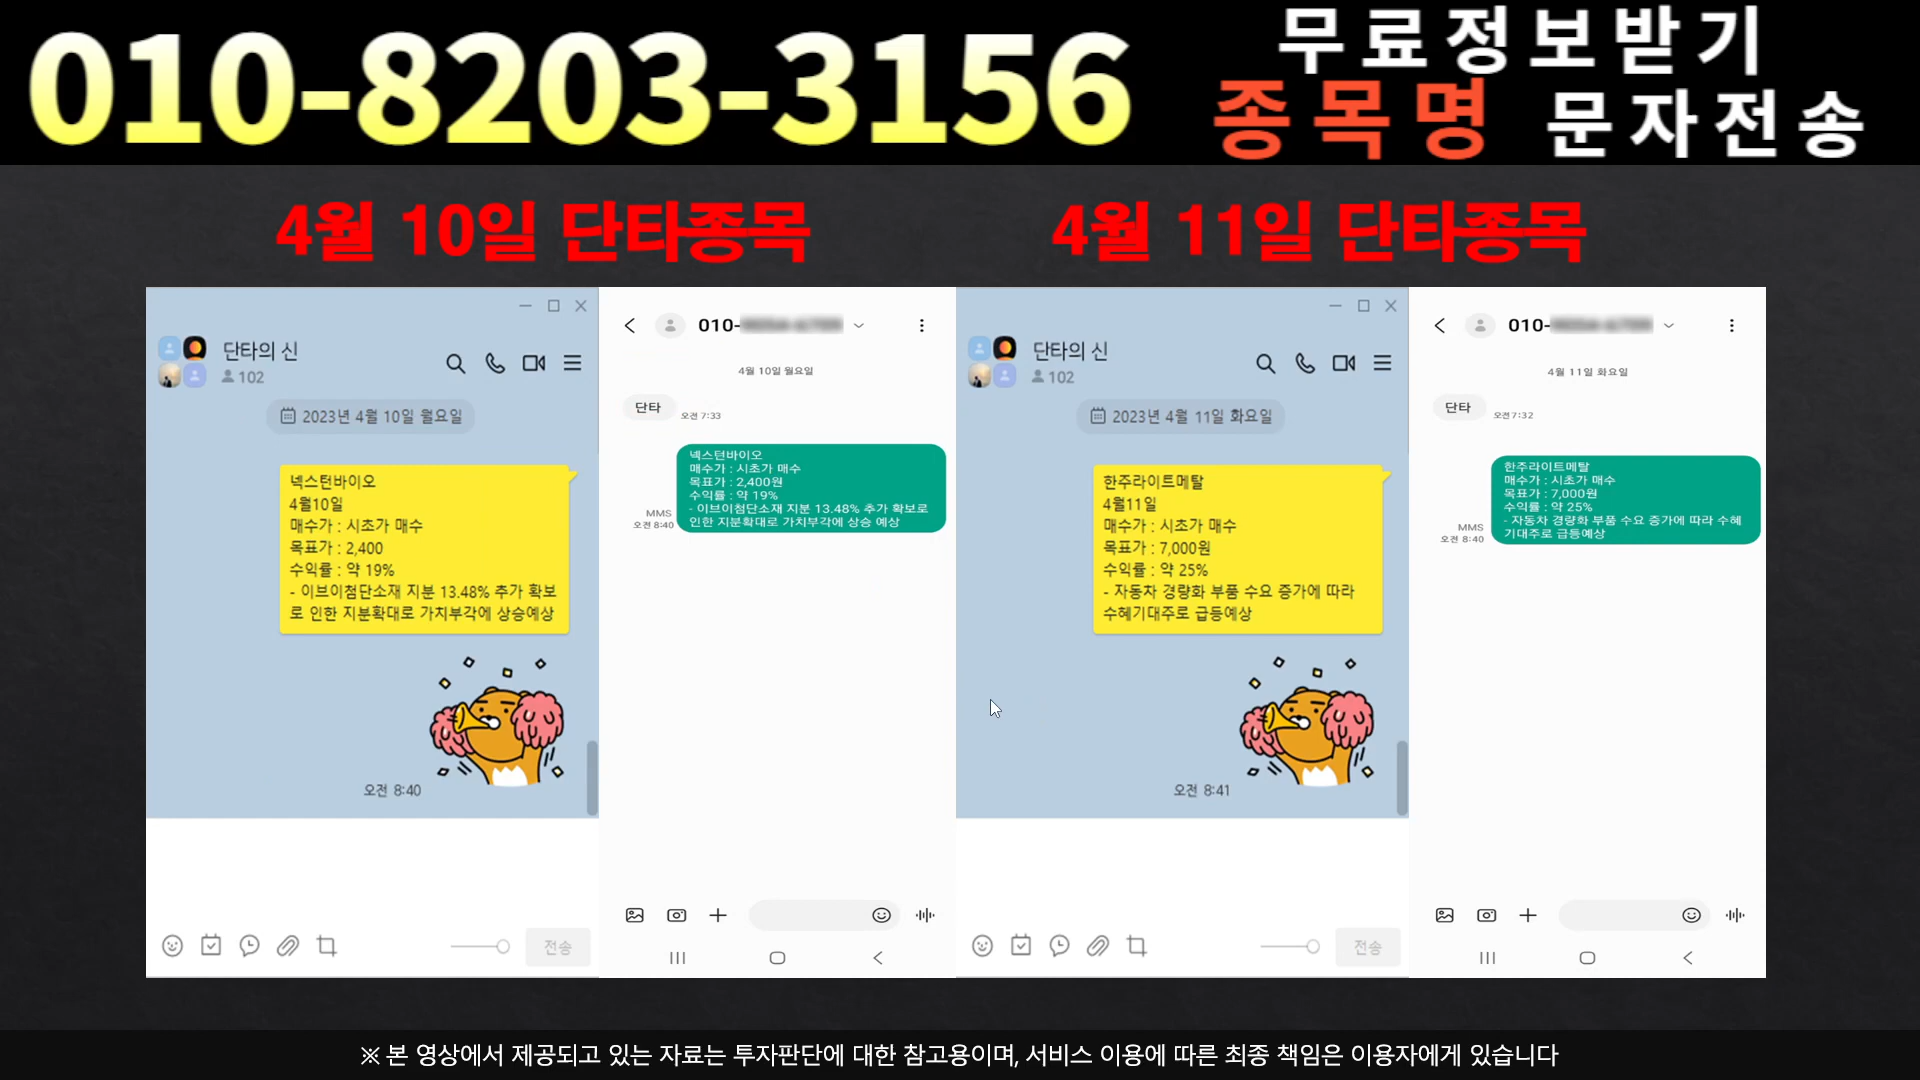 010-8203-3156
무료정보받기
종목명 문자전송
4월 10일 단타종목
4월 11일 단타종목
단타의 신
102
2023년 4월 10일 월요일
넥스턴바이오
4월10일
매수가 : 시초가 매수
목표가 : 2,400
수익률 : 약 19%
- 이브이첨단소재 지분 13.48% 추가 확보
로 인한 지분확대로 가치부각에 상승예상
오전 8:40
전송
010-
4월 10일 월요일
단타
오전 7:33
넥스턴바이오
매수가 : 시초가 매수
목표가 : 2,400원
수익률 : 약 19%
- 이브이첨단소재 지분 13.48% 추가 확보로
인한 지분확대로 가치부각에 상승 예상
MMS
오전 8:40
단타의 신
102
2023년 4월 11일 화요일
한주라이트메탈
4월11일
매수가 : 시초가 매수
목표가 : 7,000원
수익률 : 약 25%
- 자동차 경량화 부품 수요 증가에 따라
수혜기대주로 급등예상
오전 8:41
전송
010-
4월 11일 화요일
단타
오전 7:32
한주라이트메탈
매수가 : 시초가 매수
목표가 : 7,000원
수익률 : 약 25%
- 자동차 경량화 부품 수요 증가에 따라 수혜
기대주로 급등예상
MMS
오전 8:40
※ 본 영상에서 제공되고 있는 자료는 투자판단에 대한 참고용이며, 서비스 이용에 따른 최종 책임은 이용자에게 있습니다